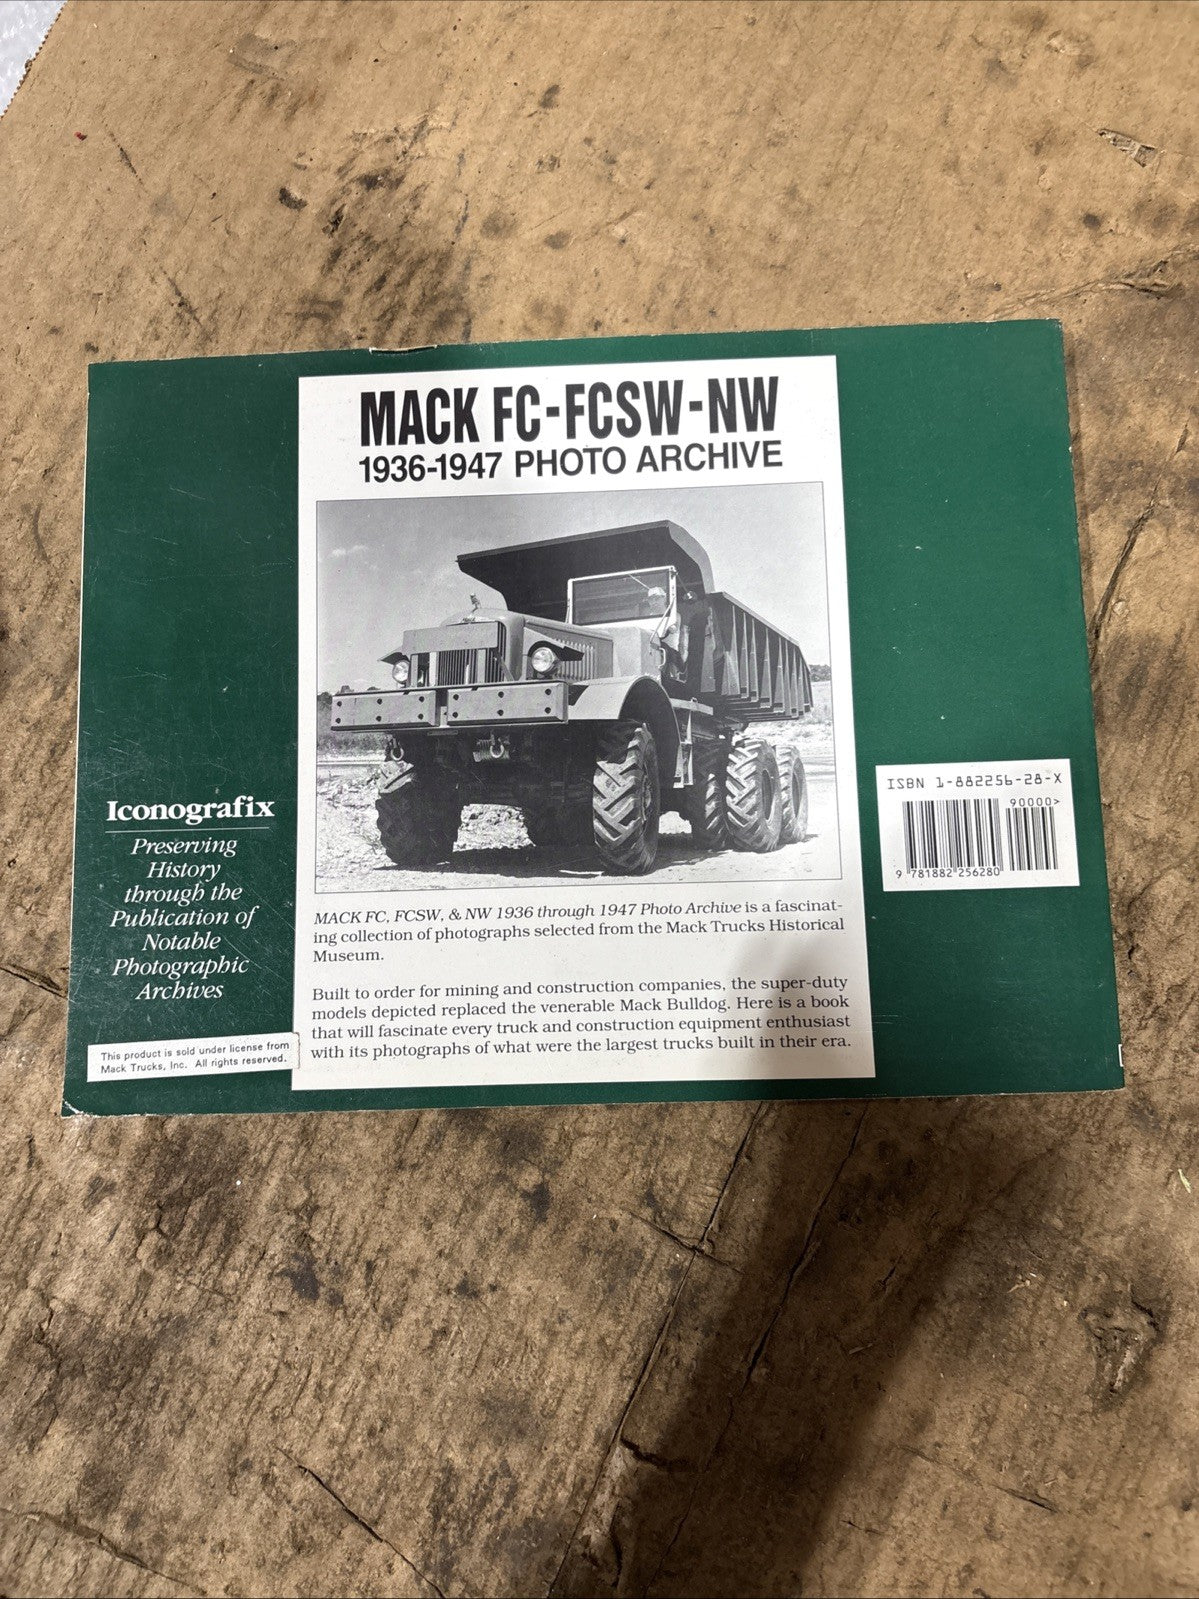 MACK FC-FCSW-NW
1936-1947 PHOTO ARCHIVE
MACK FC, FCSW, & NW 1936 through 1947 Photo Archive is a fascinat-
ing collection of photographs selected from the Mack Trucks Historical
Museum.
Built to order for mining and construction companies, the super-duty
models depicted replaced the venerable Mack Bulldog. Here is a book
that will fascinate every truck and construction equipment enthusiast
with its photographs of what were the largest trucks built in their era.
Iconografix
Preserving
History
through the
Publication of
Notable
Photographic
Archives
This product is sold under license from
Mack Trucks, Inc. All rights reserved.
ISBN 1-882256-28-X
90000>
9 781882 256280